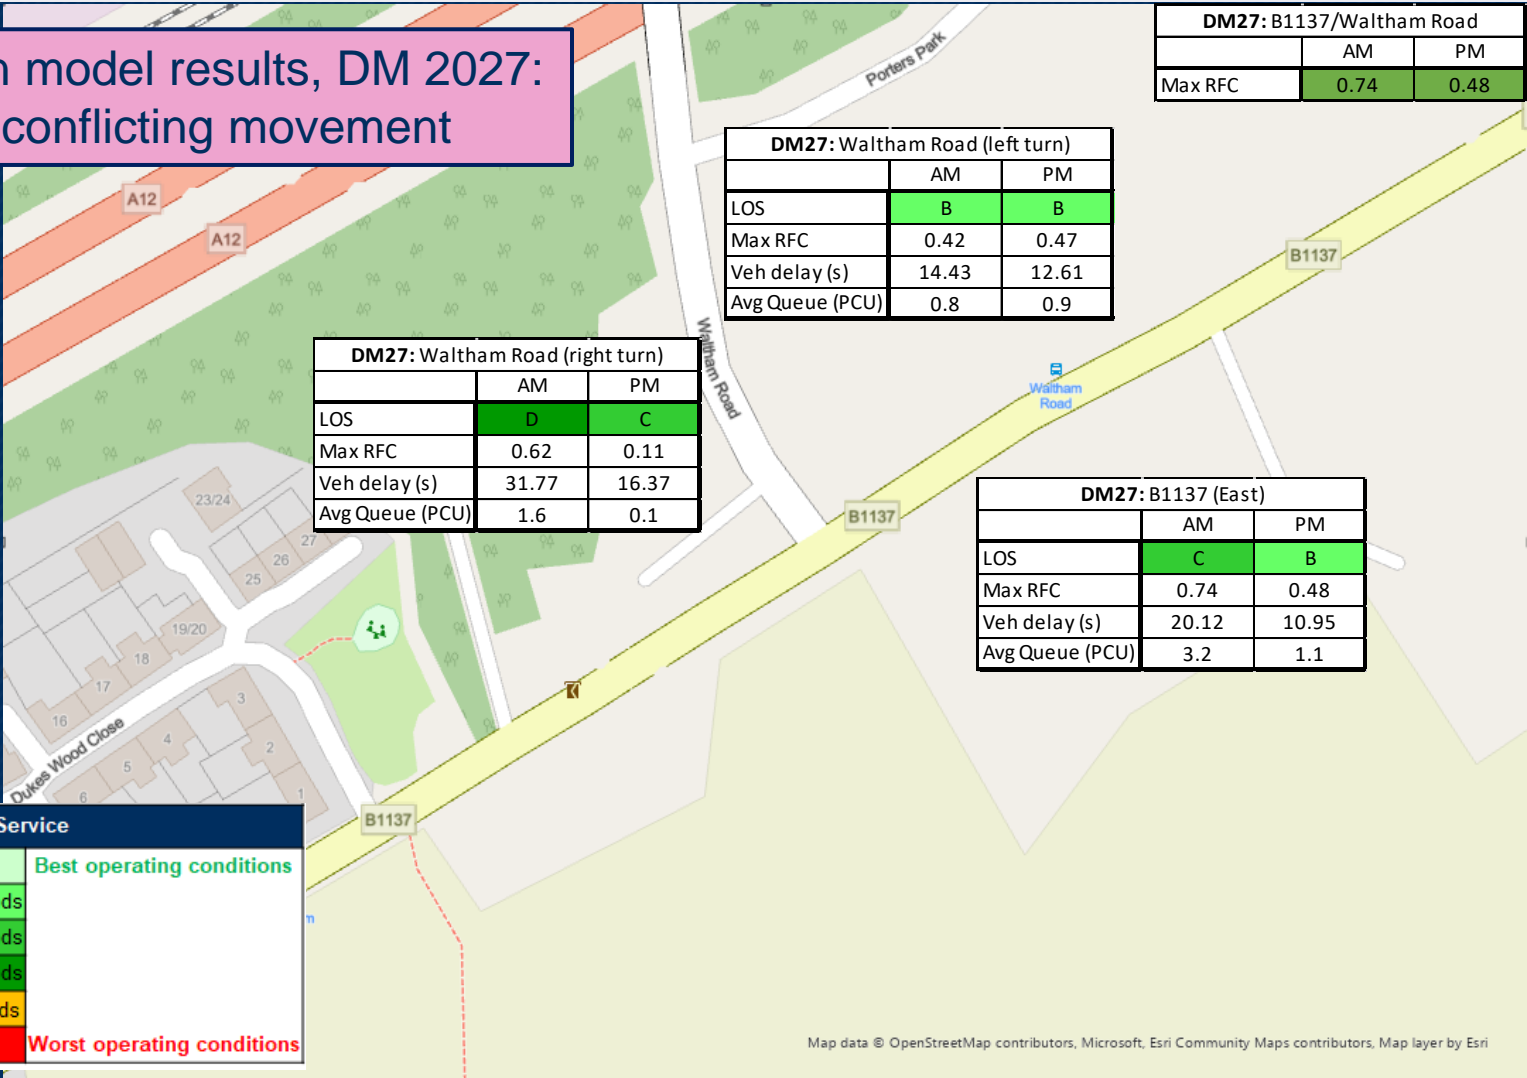 n model results, DM 2027:
conflicting movement
DM27: B1137/Waltham Road
AM PM
Max RFC 0.74 0.48
Porters Park
DM27: Waltham Road (left turn)
AM PM
LOS B B
Max RFC 0.42 0.47
Veh delay (s) 14.43 12.61
Avg Queue (PCU) 0.8 0.9
A12
A12
B1137
Waltham Road
DM27: Waltham Road (right turn)
AM PM
LOS D C
Max RFC 0.62 0.11
Veh delay (s) 31.77 16.37
Avg Queue (PCU) 1.6 0.1
Waltham
Road
B1137
DM27: B1137 (East)
AM PM
LOS C B
Max RFC 0.74 0.48
Veh delay (s) 20.12 10.95
Avg Queue (PCU) 3.2 1.1
23/24
27
26
25
19/20
18
17
16
3
4
2
5
6
1
Dukes Wood Close
B1137
Service
Best operating conditions
ds
ds
ds
ds
Worst operating conditions
m
Map data © OpenStreetMap contributors, Microsoft, Esri Community Maps contributors, Map layer by Esri